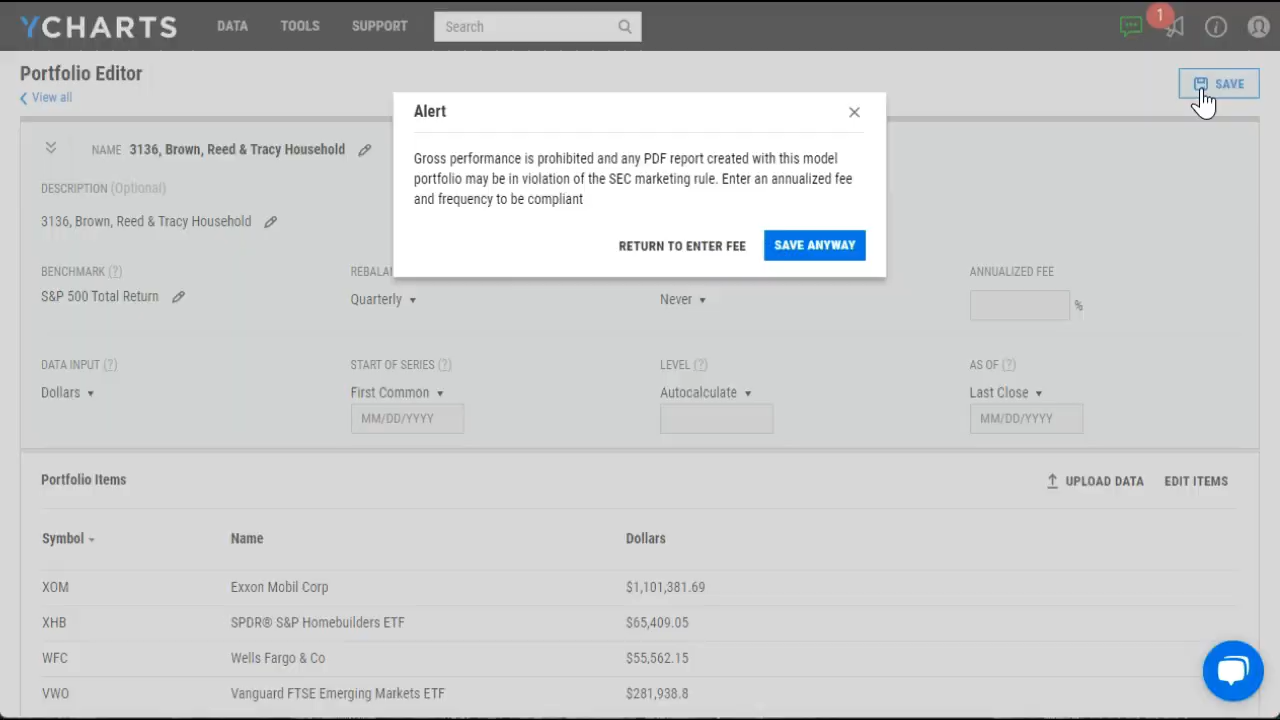 YCHARTS DATA TOOLS SUPPORT Search 1
Portfolio Editor
View all
SAVE
Alert
Gross performance is prohibited and any PDF report created with this model
portfolio may be in violation of the SEC marketing rule. Enter an annualized fee
and frequency to be compliant
RETURN TO ENTER FEE SAVE ANYWAY
NAME 3136, Brown, Reed & Tracy Household
DESCRIPTION (Optional)
3136, Brown, Reed & Tracy Household
BENCHMARK (?) REBALAN ANNUALIZED FEE
S&P 500 Total Return Quarterly Never %
DATA INPUT (?) START OF SERIES (?) LEVEL (?) AS OF (?)
Dollars First Common Autocalculate Last Close
MM/DD/YYYY MM/DD/YYYY
Portfolio Items UPLOAD DATA EDIT ITEMS
Symbol Name Dollars
XOM Exxon Mobil Corp $1,101,381.69
XHB SPDR® S&P Homebuilders ETF $65,409.05
WFC Wells Fargo & Co $55,562.15
VWO Vanguard FTSE Emerging Markets ETF $281,938.8